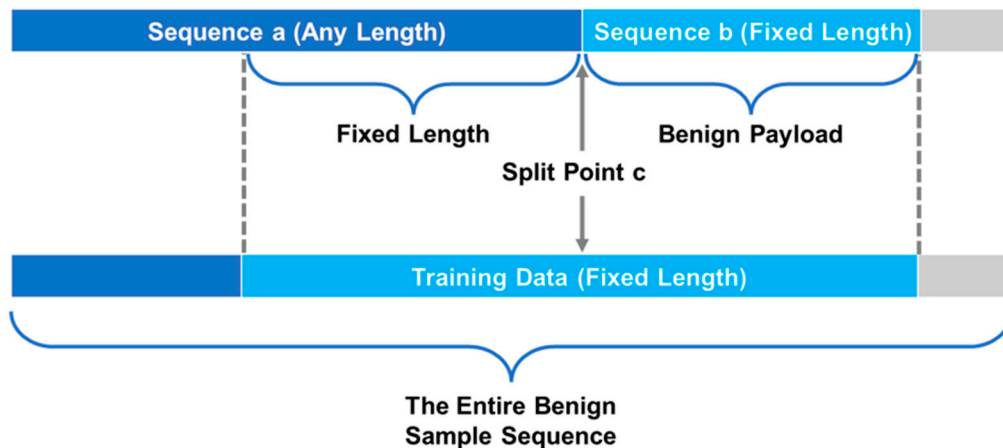 Sequence a (Any Length)
Sequence b (Fixed Length)
Fixed Length
Benign Payload
Split Point c
Training Data (Fixed Length)
The Entire Benign
Sample Sequence